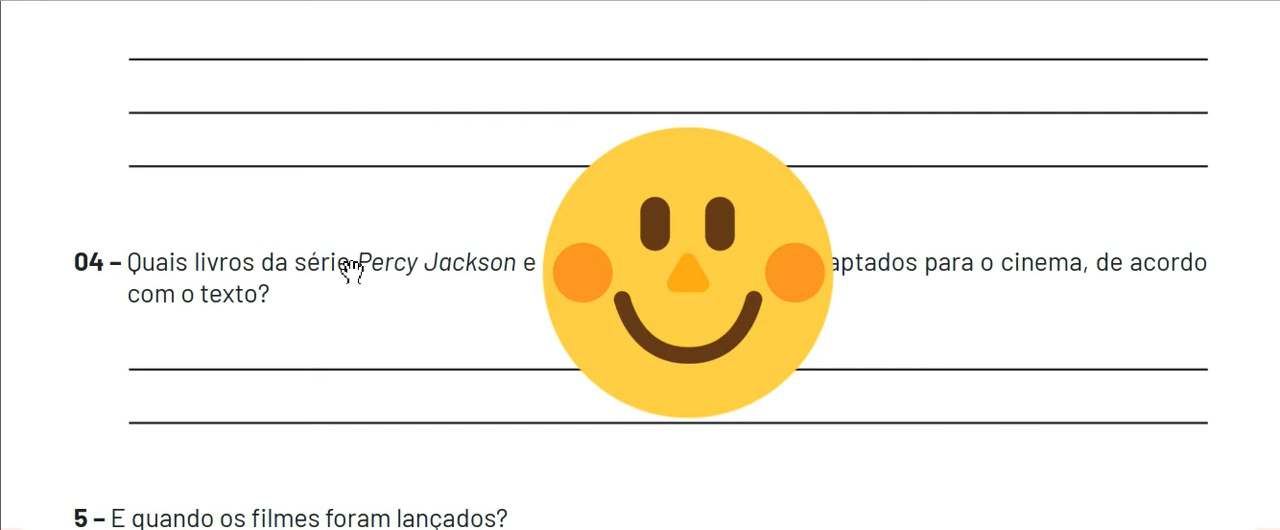 04 – Quais livros da série Percy Jackson e aptados para o cinema, de acordo
com o texto?
5 – E quando os filmes foram lançados?